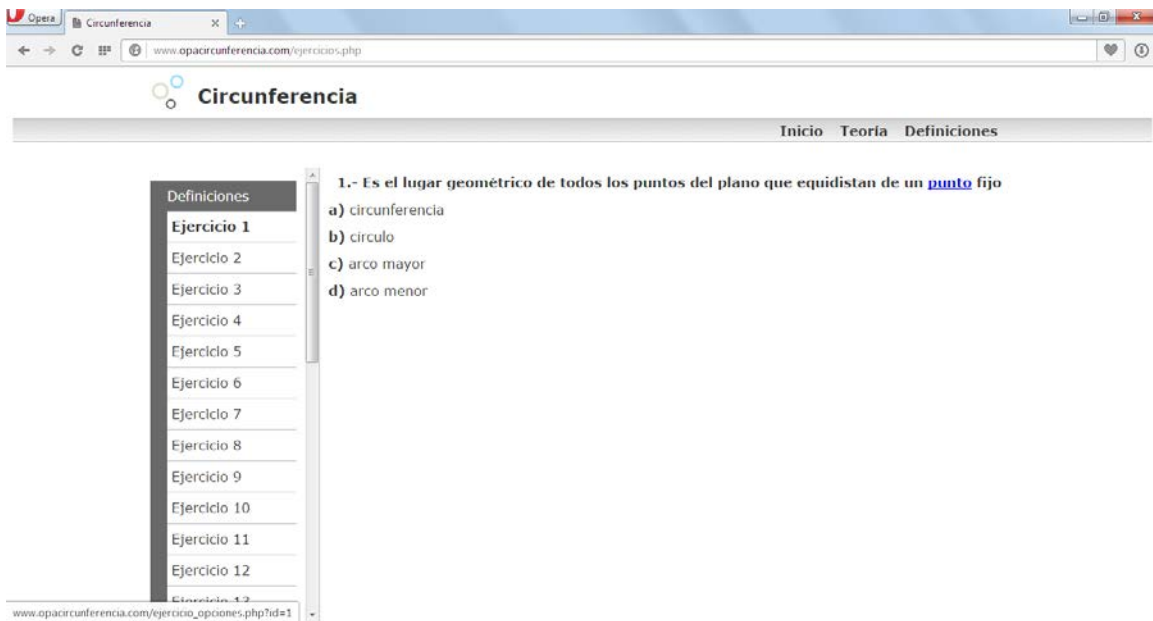 Opera
Circunferencia
www.opacircunferencia.com/ejercicios.php
Circunferencia
Inicio Teoría Definiciones
Definiciones
Ejercicio 1
Ejercicio 2
Ejercicio 3
Ejercicio 4
Ejercicio 5
Ejercicio 6
Ejercicio 7
Ejercicio 8
Ejercicio 9
Ejercicio 10
Ejercicio 11
Ejercicio 12
Ejercicio 13
1.- Es el lugar geométrico de todos los puntos del plano que equidistan de un punto fijo
a) circunferencia
b) circulo
c) arco mayor
d) arco menor
www.opacircunferencia.com/ejercicio_opciones.php?id=1